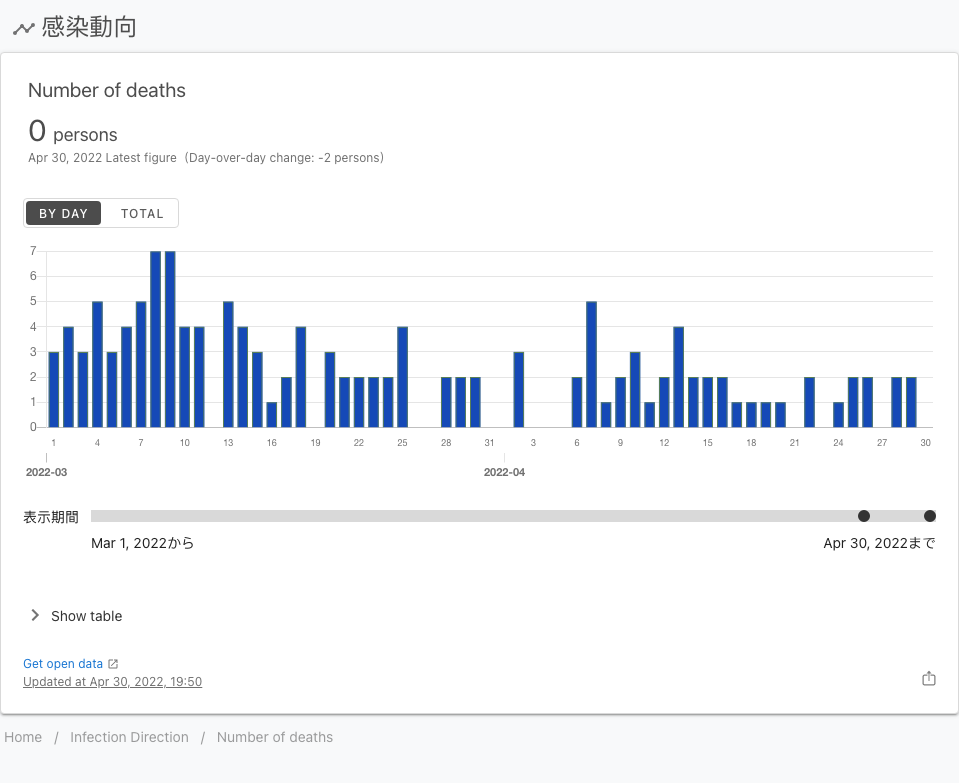 感染動向
Number of deaths
0 persons
Apr 30, 2022 Latest figure (Day-over-day change: -2 persons)
BY DAY TOTAL
7
6
5
4
3
2
1
0
1 4 7 10 13 16 19 22 25 28 31 3 6 9 12 15 18 21 24 27 30
2022-03 2022-04
表示期間
Mar 1, 2022から Apr 30, 2022まで
Show table
Get open data
Updated at Apr 30, 2022, 19:50
Home / Infection Direction / Number of deaths